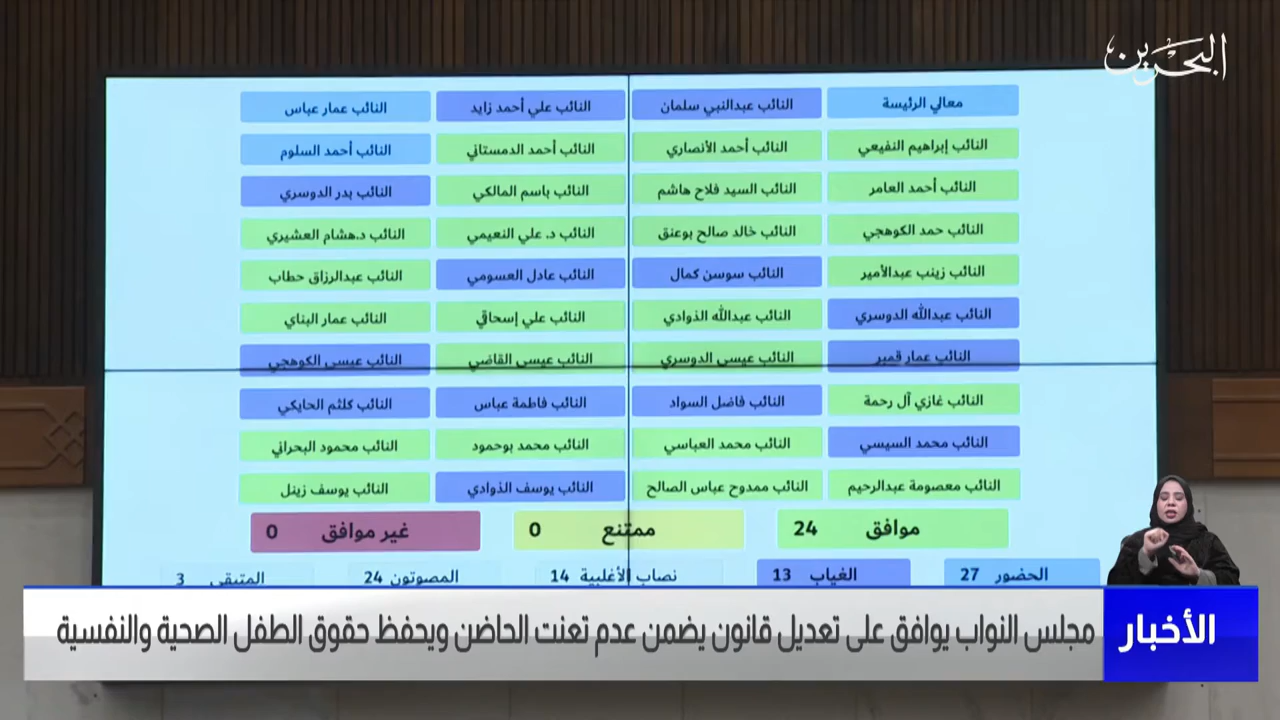 البحرين
معالي الرئيسة النائب عبدالنبي سلمان النائب علي أحمد زايد النائب عمار عباس
النائب إبراهيم النفيعي النائب أحمد الأنصاري النائب أحمد الدمستاني النائب أحمد السلوم
النائب أحمد العامر النائب السيد فلاح هاشم النائب باسم المالكي النائب بدر الدوسري
النائب حمد الكوهجي النائب خالد صالح بوعنق النائب د. علي النعيمي النائب د.هشام العشيري
النائب زينب عبدالأمير النائب سوسن كمال النائب عادل العسومي النائب عبدالرزاق حطاب
النائب عبدالله الدوسري النائب عبدالله الذوادي النائب علي إسحاقي النائب عمار البناي
النائب عمار قمبر النائب عيسى الدوسري النائب عيسى القاضي النائب عيسى الكوهجي
النائب غازي آل رحمة النائب فاضل السواد النائب فاطمة عباس النائب كلثم الحايكي
النائب محمد السيسي النائب محمد العباسي النائب محمد بوحمود النائب محمود البحراني
النائب معصومة عبدالرحيم النائب ممدوح عباس الصالح النائب يوسف الذوادي النائب يوسف زينل
موافق 24 ممتنع 0 غير موافق 0
الحضور 27 الغياب 13 نصاب الأغلبية 14 المصوتون 24 المتبقي 3
الأخبار
مجلس النواب يوافق على تعديل قانون يضمن عدم تعنت الحاضن ويحفظ حقوق الطفل الصحية والنفسية